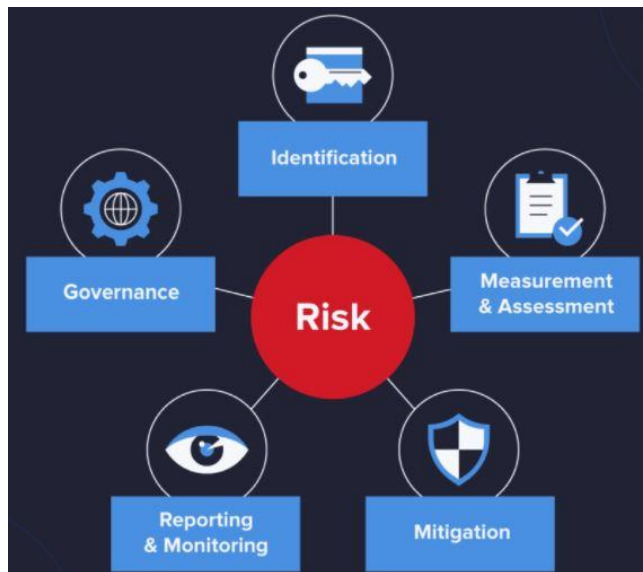 Identification
Governance
Measurement
& Assessment
Risk
Reporting
& Monitoring
Mitigation